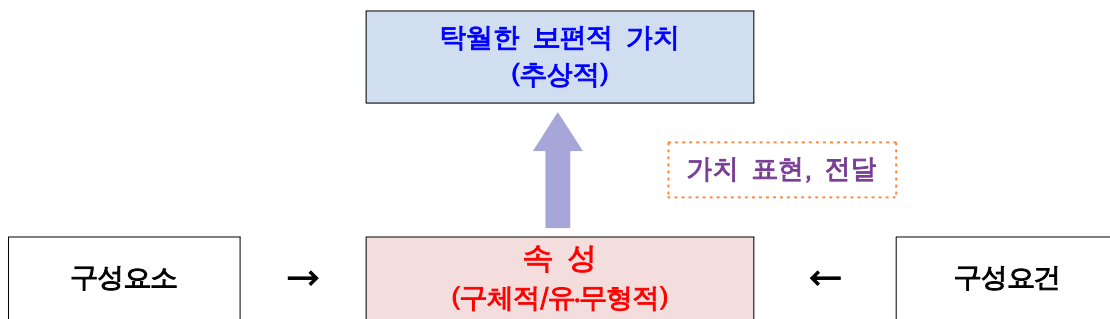 탁월한 보편적 가치
(추상적)
가치 표현, 전달
구성요소
→
속 성
(구체적/유·무형적)
←
구성요건